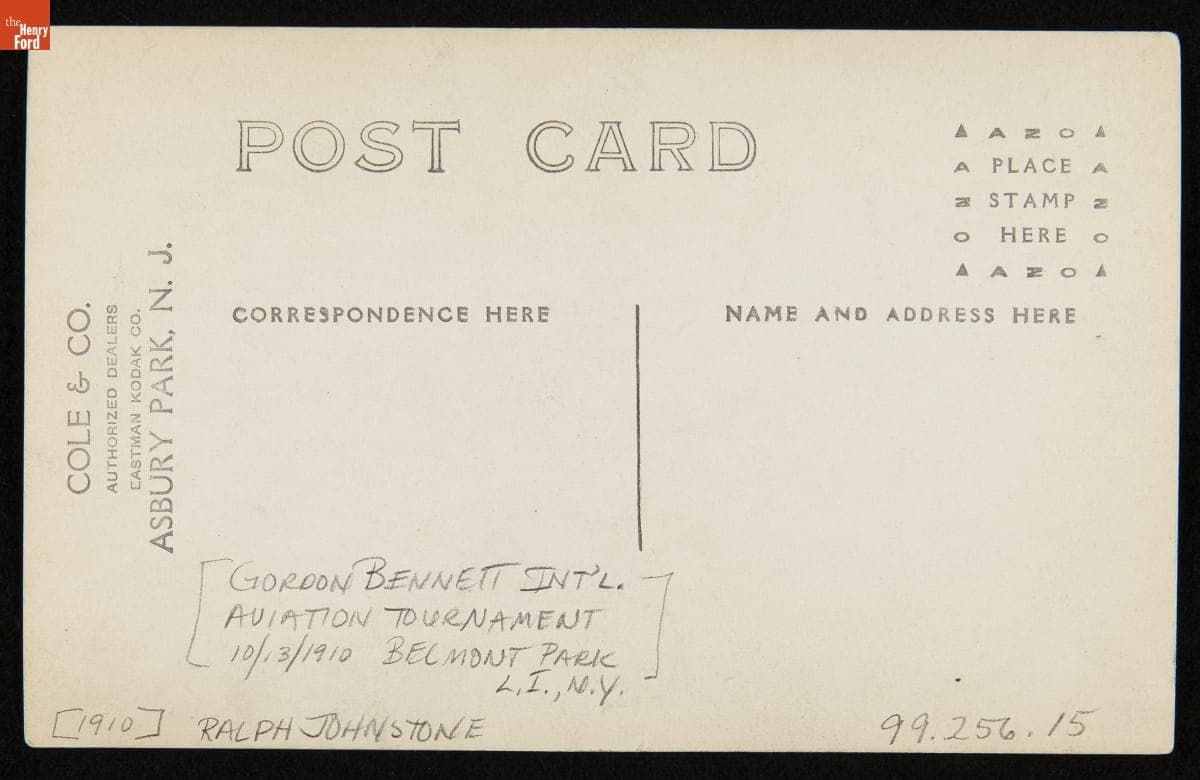 the
Henry
Ford
POST CARD
▲ A Z O ▲
A PLACE A
Z STAMP Z
O HERE O
▲ A Z O ▲
COLE & CO.
AUTHORIZED DEALERS
EASTMAN KODAK CO.
ASBURY PARK, N. J.
CORRESPONDENCE HERE
NAME AND ADDRESS HERE
[GORDON BENNETT INT'L.
AVIATION TOURNAMENT
10/13/1910 BELMONT PARK
L.I., N.Y.]
[1910] RALPH JOHNSTONE
99.256.15